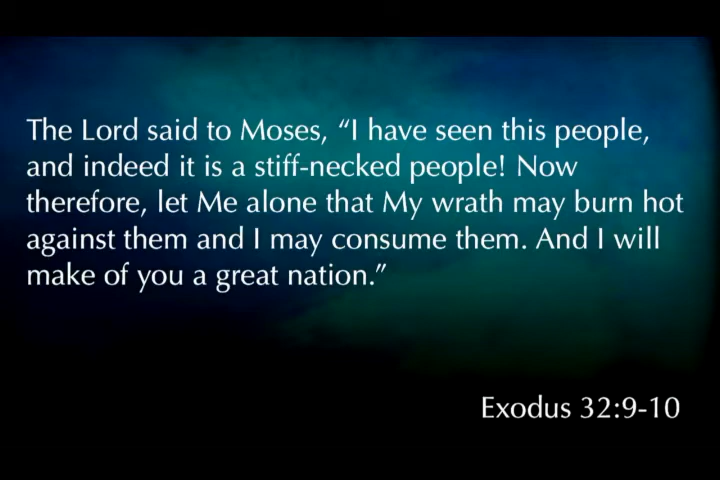 The Lord said to Moses, “I have seen this people,
and indeed it is a stiff-necked people! Now
therefore, let Me alone that My wrath may burn hot
against them and I may consume them. And I will
make of you a great nation.”
Exodus 32:9-10